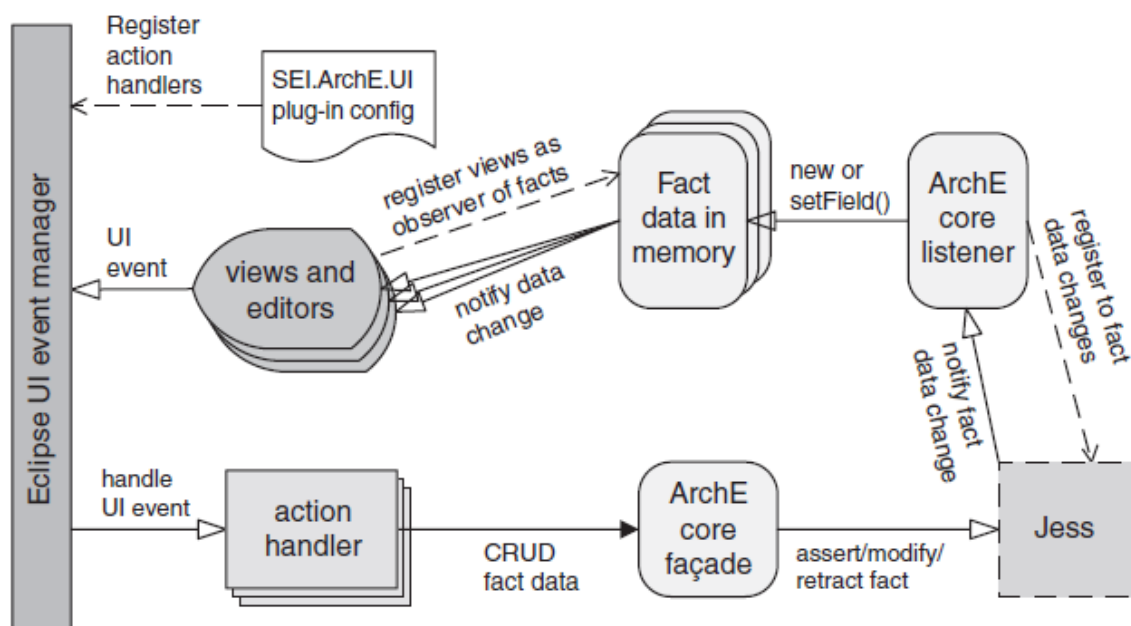 Register
action
handlers
SEI.ArchE.UI
plug-in config
Eclipse UI event manager
register views as
observer of facts
Fact
data in
memory
new or
setField()
ArchE
core
listener
register to fact
data changes
UI
event
views and
editors
notify data
change
notify fact
data change
handle
UI event
action
handler
CRUD
fact data
ArchE
core
façade
assert/modify/
retract fact
Jess